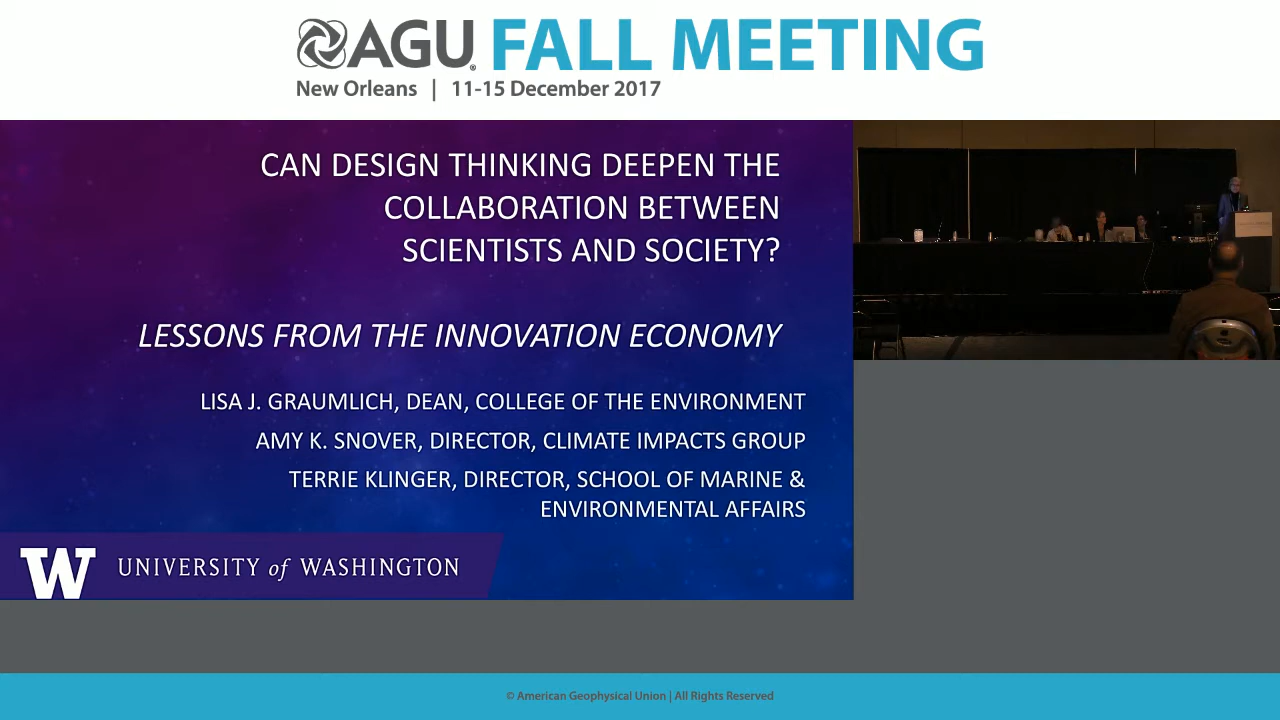 AGU FALL MEETING
New Orleans | 11-15 December 2017
CAN DESIGN THINKING DEEPEN THE
COLLABORATION BETWEEN
SCIENTISTS AND SOCIETY?
LESSONS FROM THE INNOVATION ECONOMY
LISA J. GRAUMLICH, DEAN, COLLEGE OF THE ENVIRONMENT
AMY K. SNOVER, DIRECTOR, CLIMATE IMPACTS GROUP
TERRIE KLINGER, DIRECTOR, SCHOOL OF MARINE &
ENVIRONMENTAL AFFAIRS
W UNIVERSITY of WASHINGTON
© American Geophysical Union | All Rights Reserved